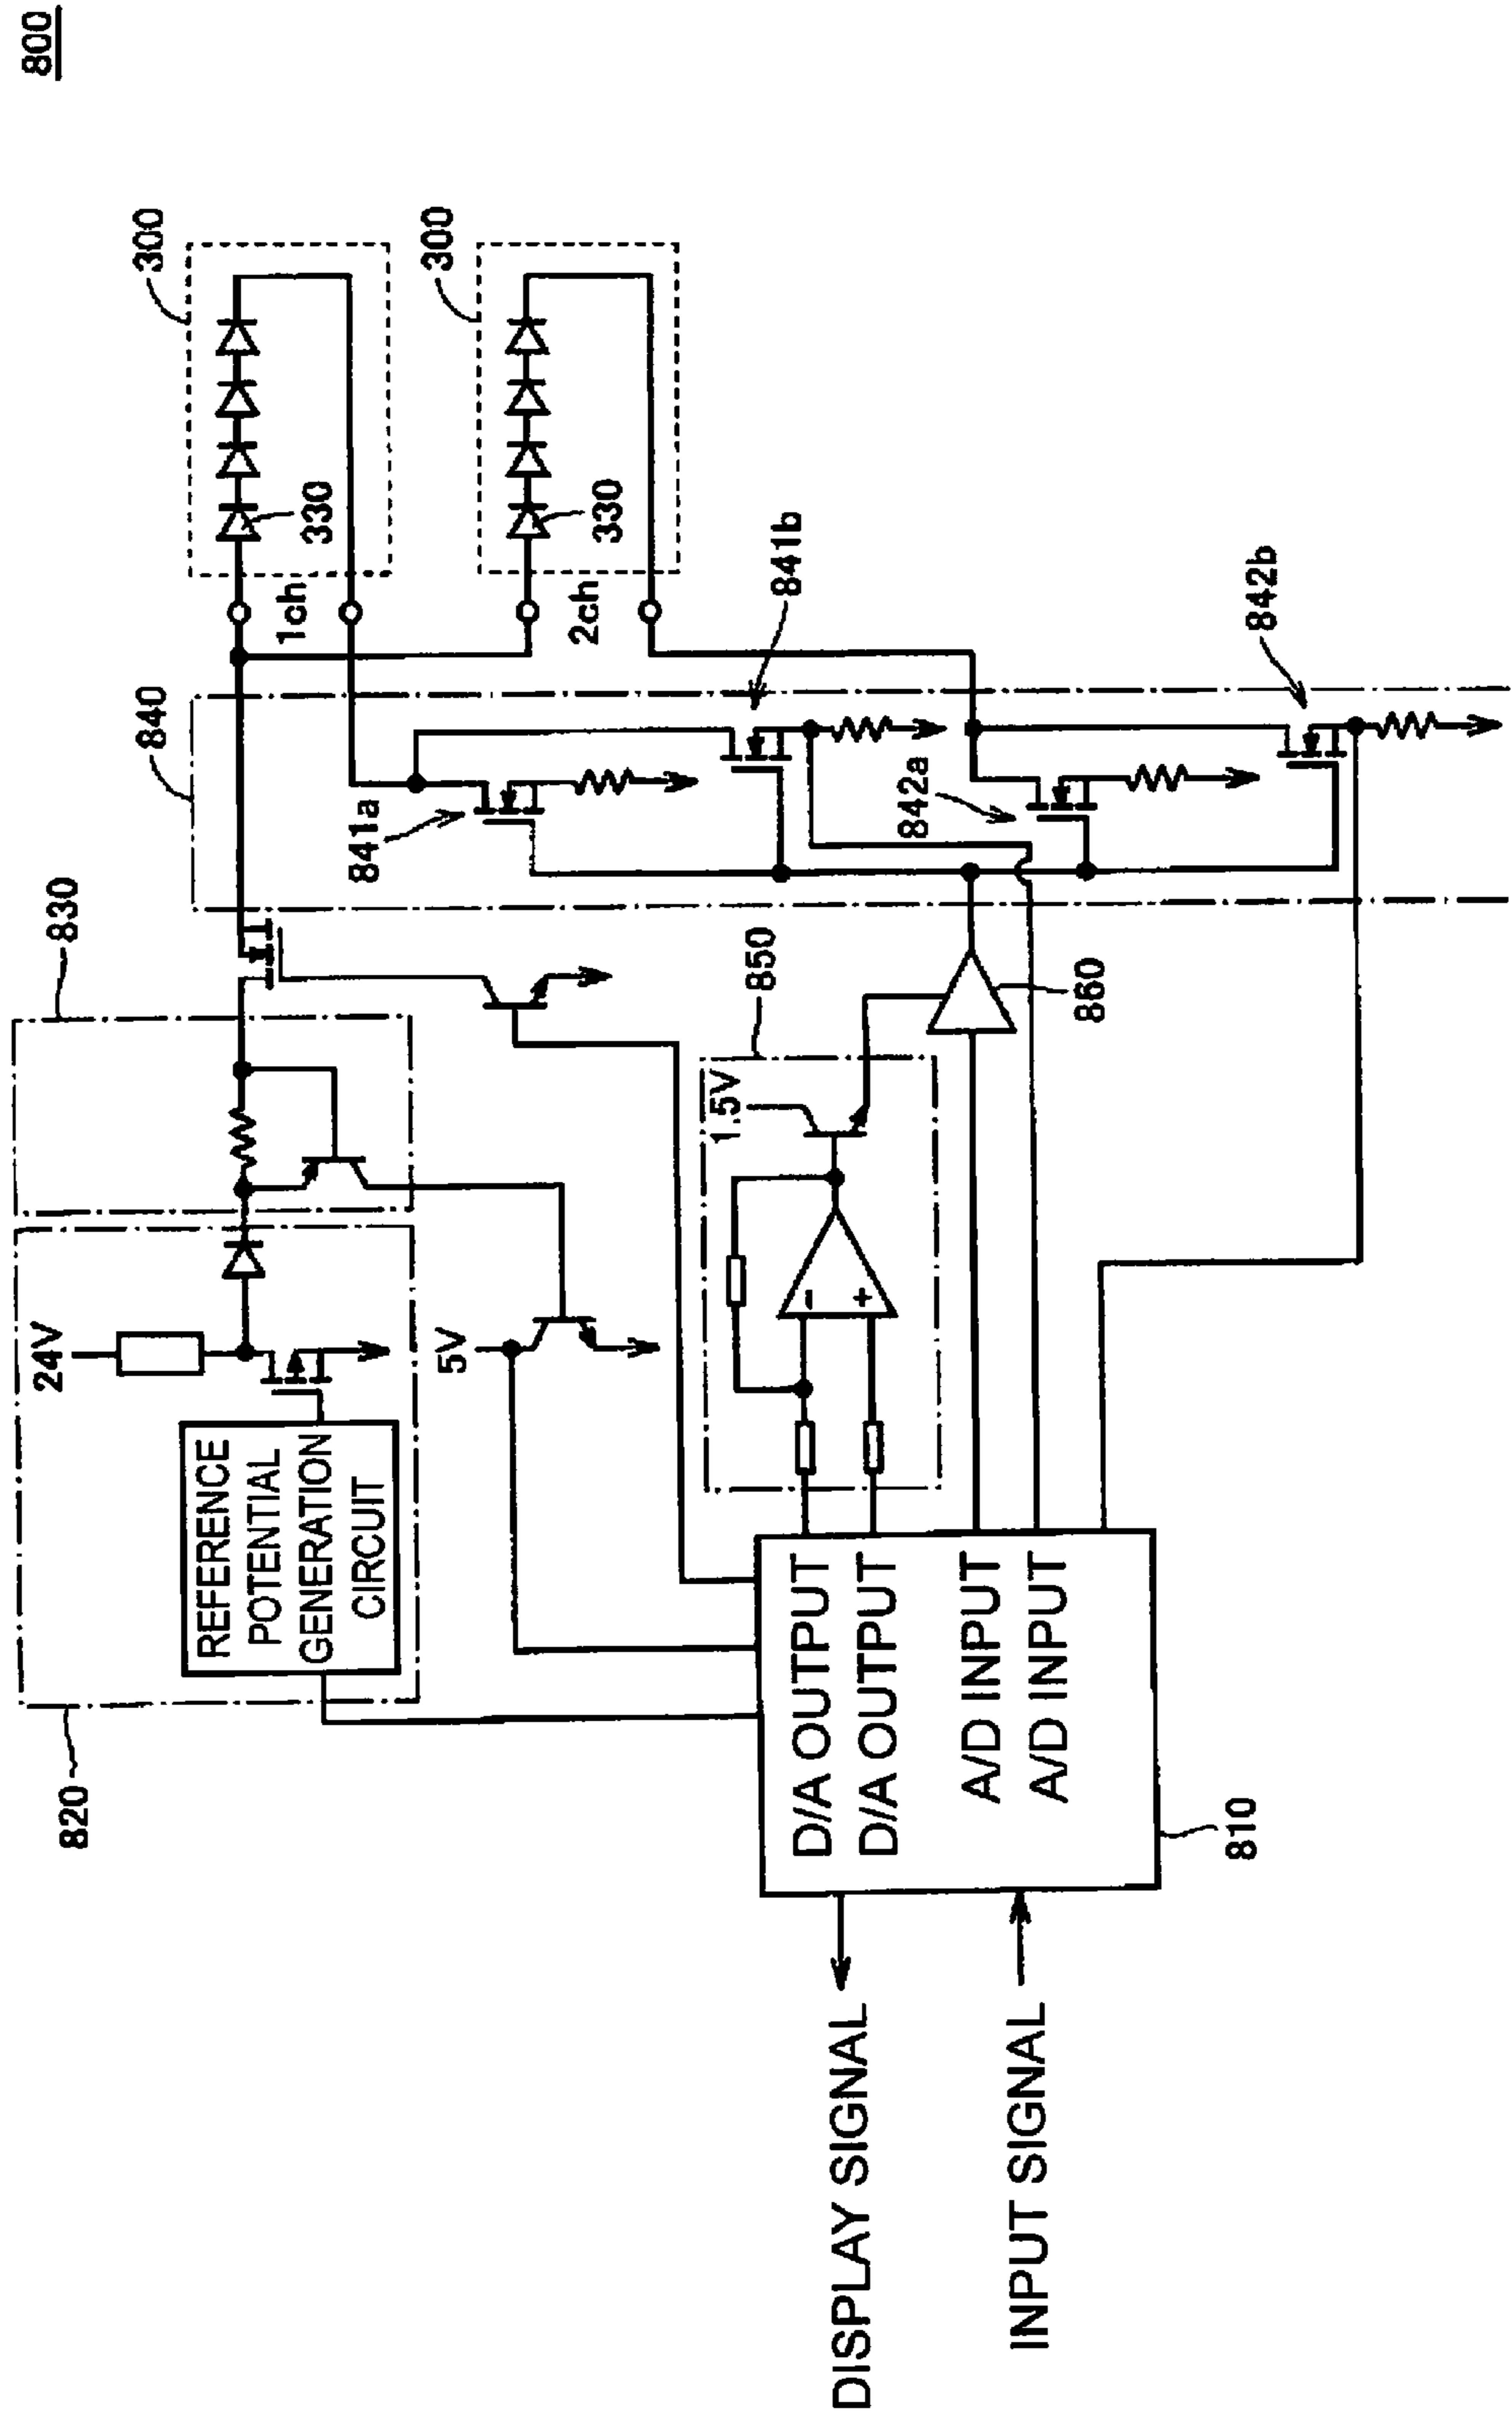 800
820
830
840
300
300
24V
REFERENCE
POTENTIAL
GENERATION
CIRCUIT
330
1ch
330
2ch
5V
841a
841b
850
1.5V
-
+
842a
842b
860
D/A OUTPUT
D/A OUTPUT
A/D INPUT
A/D INPUT
810
DISPLAY SIGNAL
INPUT SIGNAL